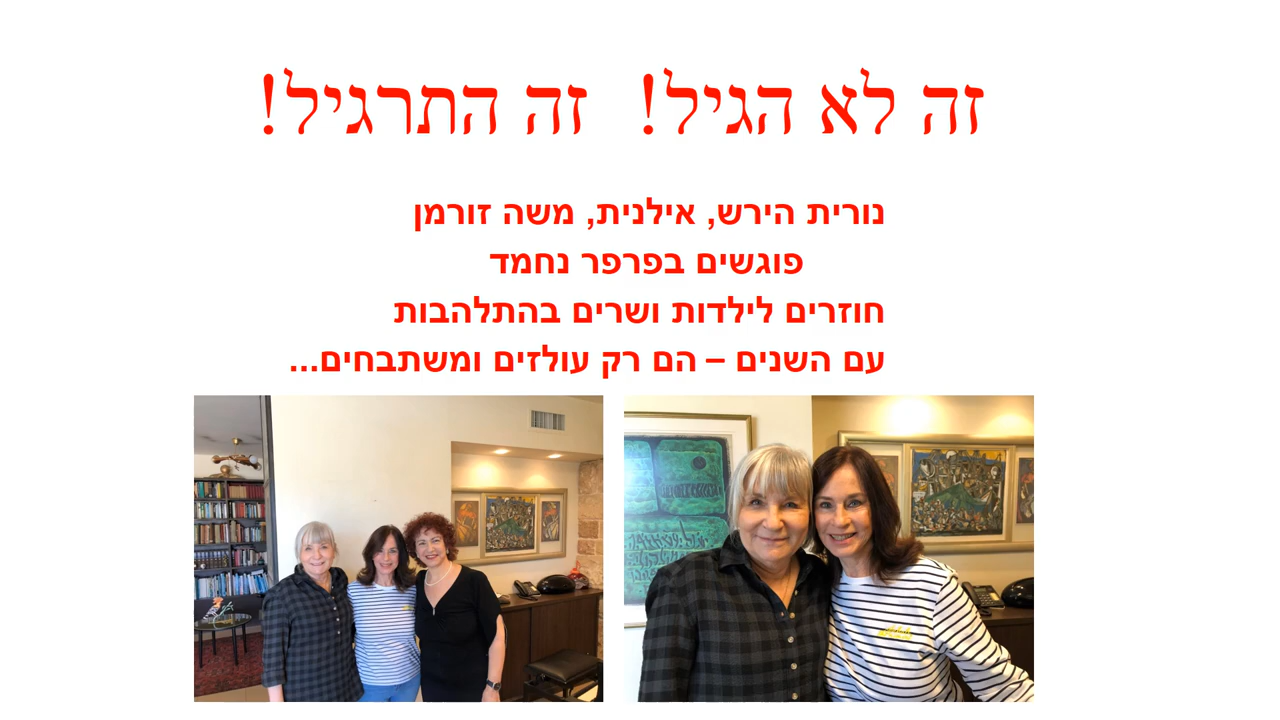 זה לא הגיל!  זה התרגיל!
נורית הירש, אילנית, משה זורמן
פוגשים בפרפר נחמד
חוזרים לילדות ושרים בהתלהבות
עם השנים – הם רק עולזים ומשתבחים...